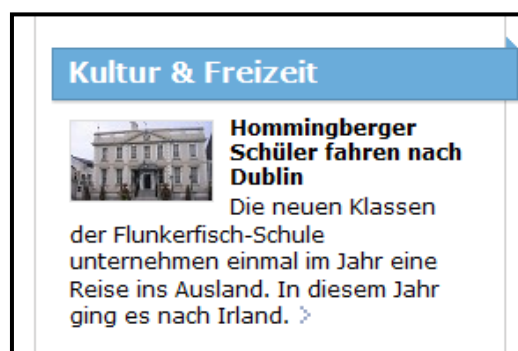 Kultur & Freizeit
Hommingberger
Schüler fahren nach
Dublin
Die neuen Klassen
der Flunkerfisch-Schule
unternehmen einmal im Jahr eine
Reise ins Ausland. In diesem Jahr
ging es nach Irland. >